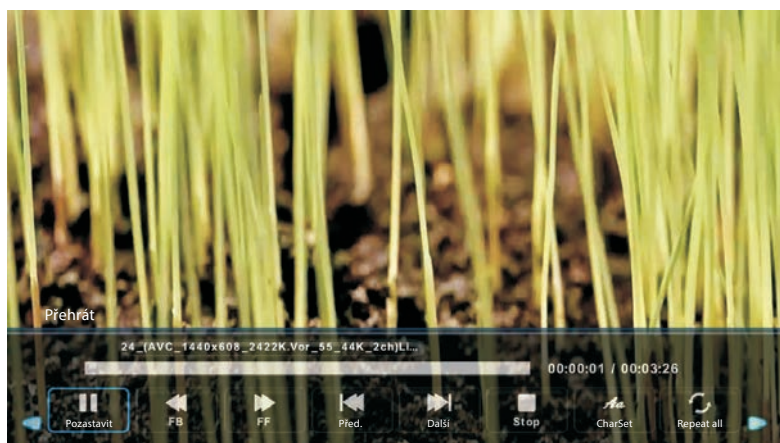 Přehrát
24_(AVC_1440x608_2422K.Vor_55_44K_2ch)Li...
00:00:01 / 00:03:26
Pozastavit FB FF Před. Další Stop CharSet Repeat all